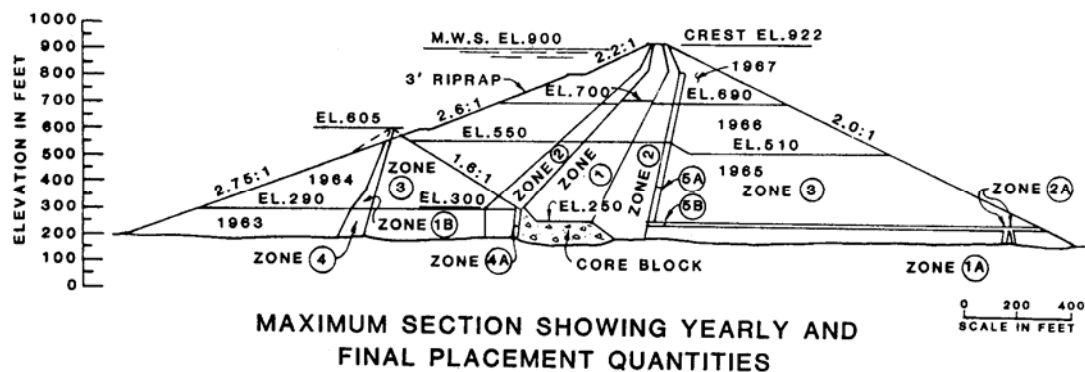 ELEVATION IN FEET
1000
900
800
700
600
500
400
300
200
100
0
M.W.S. EL.900
CREST EL.922
2.2:1
1967
3' RIPRAP
EL.700
EL.690
2.6:1
EL.605
1966
EL.550
EL.510
1.6:1
ZONE 2
ZONE 1
ZONE 2
1965
5A
ZONE 3
ZONE 2A
2.0:1
2.75:1
1964
ZONE 3
5B
EL.290
EL.300
EL.250
1963
ZONE 1B
ZONE 4
ZONE 4A
CORE BLOCK
ZONE 1A
0 200 400
SCALE IN FEET
MAXIMUM SECTION SHOWING YEARLY AND
FINAL PLACEMENT QUANTITIES